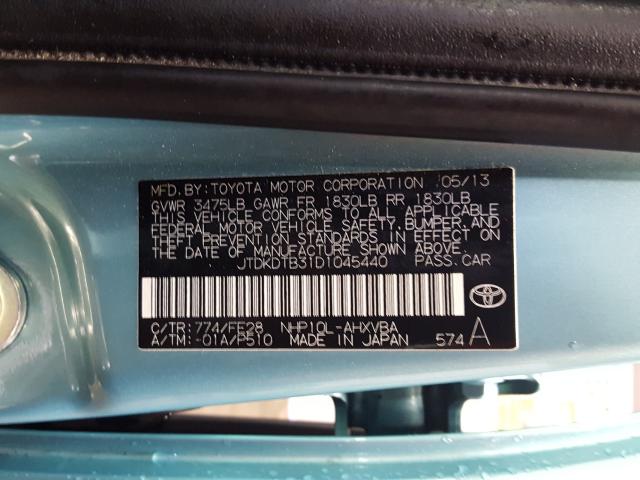 MFD. BY: TOYOTA MOTOR CORPORATION 05/13
GVWR 3475LB GAWR FR 1830LB RR 1830LB
THIS VEHICLE CONFORMS TO ALL APPLICABLE
FEDERAL MOTOR VEHICLE SAFETY, BUMPER, AND
THEFT PREVENTION STANDARDS IN EFFECT ON
THE DATE OF MANUFACTURE SHOWN ABOVE.
JTDKDTB31D1045440 PASS. CAR
C/TR: 774/FE28 NHP10L-AHXVBA
A/TM: -01A/P510 MADE IN JAPAN 574 A